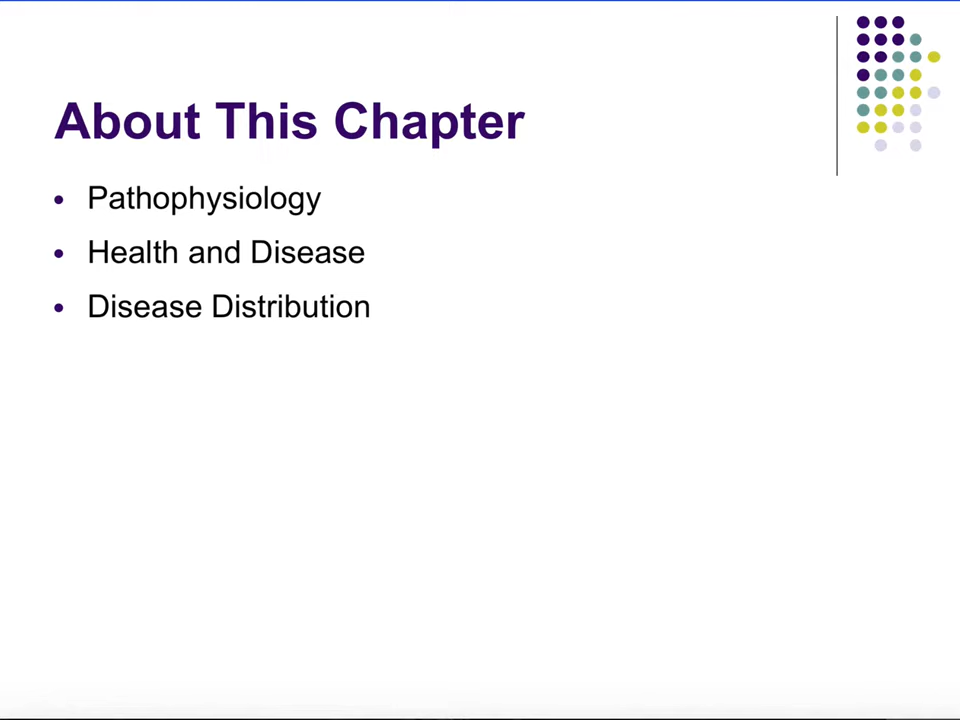 About This Chapter
• Pathophysiology
• Health and Disease
• Disease Distribution